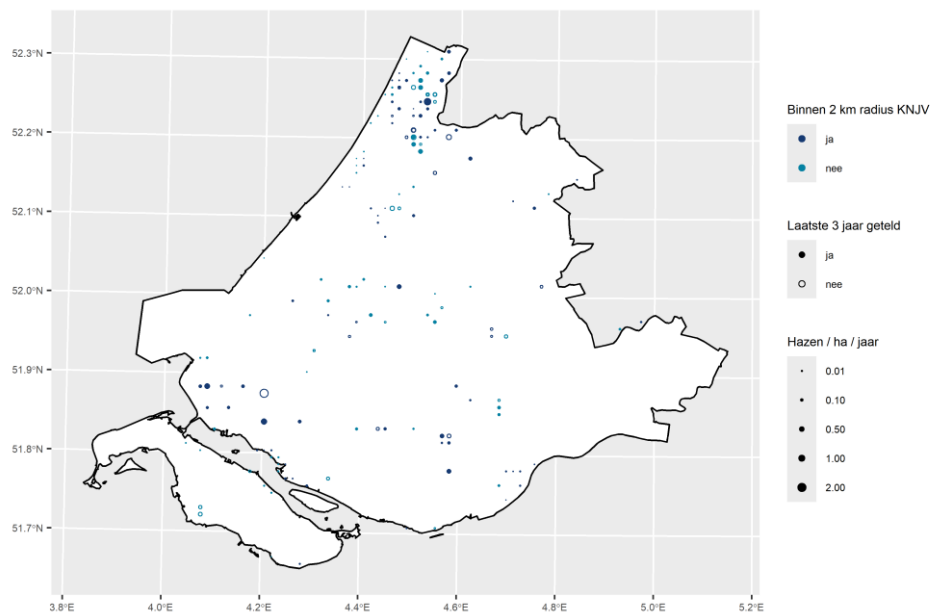 52.3°N
52.2°N
52.1°N
52.0°N
51.9°N
51.8°N
51.7°N
3.8°E
4.0°E
4.2°E
4.4°E
4.6°E
4.8°E
5.0°E
5.2°E
Binnen 2 km radius KNJV
ja
nee
Laatste 3 jaar geteld
ja
nee
Hazen / ha / jaar
0.01
0.10
0.50
1.00
2.00